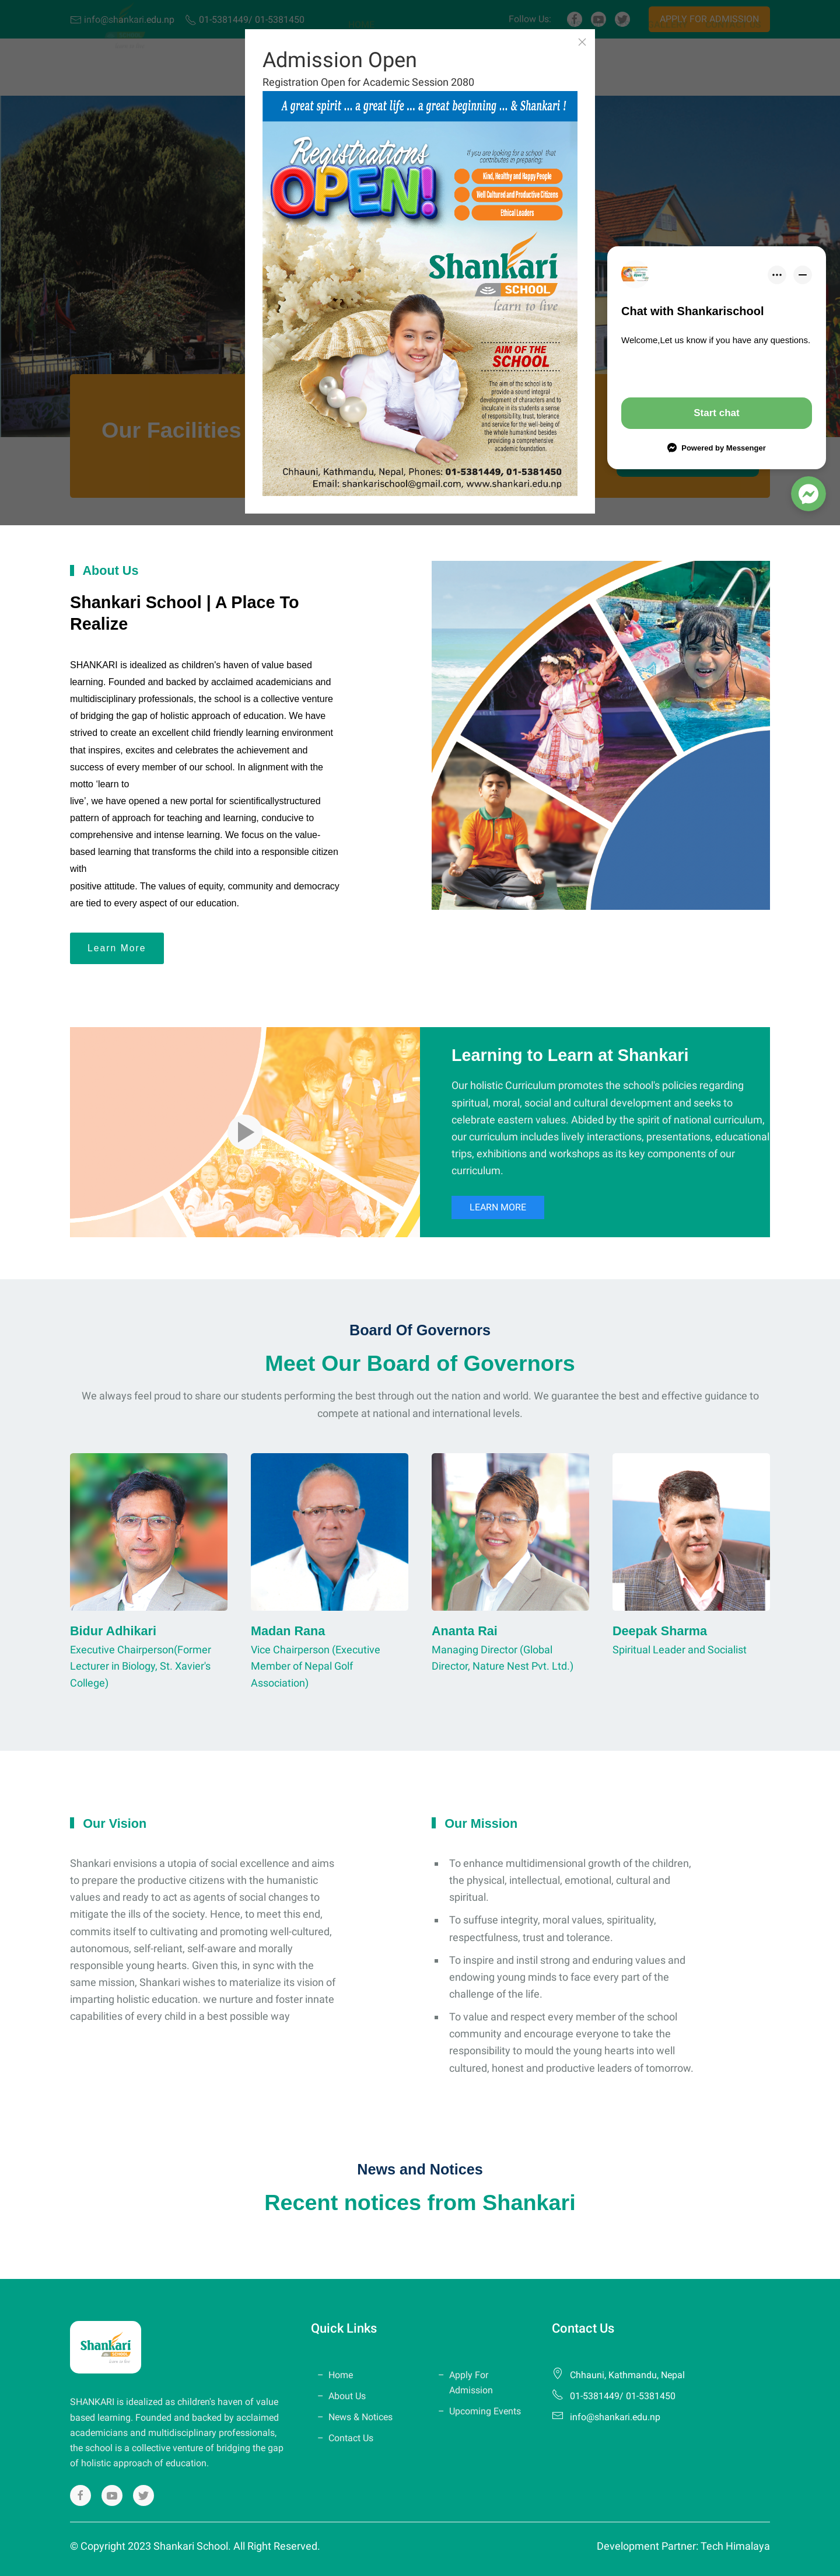 info@shankari.edu.np
01-5381449/ 01-5381450
Follow Us:
APPLY FOR ADMISSION
Admission Open
Registration Open for Academic Session 2080
A great spirit ... a great life ... a great beginning ... & Shankari !
Registrations
OPEN!
If you are looking for a school that
contributes in preparing:
Kind, Healthy and Happy People
Well Cultured and Productive Citizens
Ethical Leaders
Shankari
SCHOOL
learn to live
AIM OF THE
SCHOOL
The aim of the school is to
provide a sound integral
development of characters and to
inculcate in its students a sense
of responsibility, trust, tolerance
and service for the well-being of
the whole humankind besides
providing a comprehensive
academic foundation.
Chhauni, Kathmandu, Nepal, Phones: 01-5381449, 01-5381450
Email: shankarischool@gmail.com, www.shankari.edu.np
Our Facilities
Chat with Shankarischool
Welcome,Let us know if you have any questions.
Start chat
Powered by Messenger
About Us
Shankari School | A Place To
Realize
SHANKARI is idealized as children's haven of value based
learning. Founded and backed by acclaimed academicians and
multidisciplinary professionals, the school is a collective venture
of bridging the gap of holistic approach of education. We have
strived to create an excellent child friendly learning environment
that inspires, excites and celebrates the achievement and
success of every member of our school. In alignment with the
motto ‘learn to
live’, we have opened a new portal for scientificallystructured
pattern of approach for teaching and learning, conducive to
comprehensive and intense learning. We focus on the value-
based learning that transforms the child into a responsible citizen
with
positive attitude. The values of equity, community and democracy
are tied to every aspect of our education.
Learn More
Learning to Learn at Shankari
Our holistic Curriculum promotes the school's policies regarding
spiritual, moral, social and cultural development and seeks to
celebrate eastern values. Abided by the spirit of national curriculum,
our curriculum includes lively interactions, presentations, educational
trips, exhibitions and workshops as its key components of our
curriculum.
LEARN MORE
Board Of Governors
Meet Our Board of Governors
We always feel proud to share our students performing the best through out the nation and world. We guarantee the best and effective guidance to
compete at national and international levels.
Bidur Adhikari
Executive Chairperson(Former
Lecturer in Biology, St. Xavier's
College)
Madan Rana
Vice Chairperson (Executive
Member of Nepal Golf
Association)
Ananta Rai
Managing Director (Global
Director, Nature Nest Pvt. Ltd.)
Deepak Sharma
Spiritual Leader and Socialist
Our Vision
Shankari envisions a utopia of social excellence and aims
to prepare the productive citizens with the humanistic
values and ready to act as agents of social changes to
mitigate the ills of the society. Hence, to meet this end,
commits itself to cultivating and promoting well-cultured,
autonomous, self-reliant, self-aware and morally
responsible young hearts. Given this, in sync with the
same mission, Shankari wishes to materialize its vision of
imparting holistic education. we nurture and foster innate
capabilities of every child in a best possible way
Our Mission
To enhance multidimensional growth of the children,
the physical, intellectual, emotional, cultural and
spiritual.
To suffuse integrity, moral values, spirituality,
respectfulness, trust and tolerance.
To inspire and instil strong and enduring values and
endowing young minds to face every part of the
challenge of the life.
To value and respect every member of the school
community and encourage everyone to take the
responsibility to mould the young hearts into well
cultured, honest and productive leaders of tomorrow.
News and Notices
Recent notices from Shankari
Shankari
SCHOOL
learn to live
SHANKARI is idealized as children's haven of value
based learning. Founded and backed by acclaimed
academicians and multidisciplinary professionals,
the school is a collective venture of bridging the gap
of holistic approach of education.
Quick Links
– Home
– About Us
– News & Notices
– Contact Us
– Apply For
Admission
– Upcoming Events
Contact Us
Chhauni, Kathmandu, Nepal
01-5381449/ 01-5381450
info@shankari.edu.np
© Copyright 2023 Shankari School. All Right Reserved.
Development Partner: Tech Himalaya